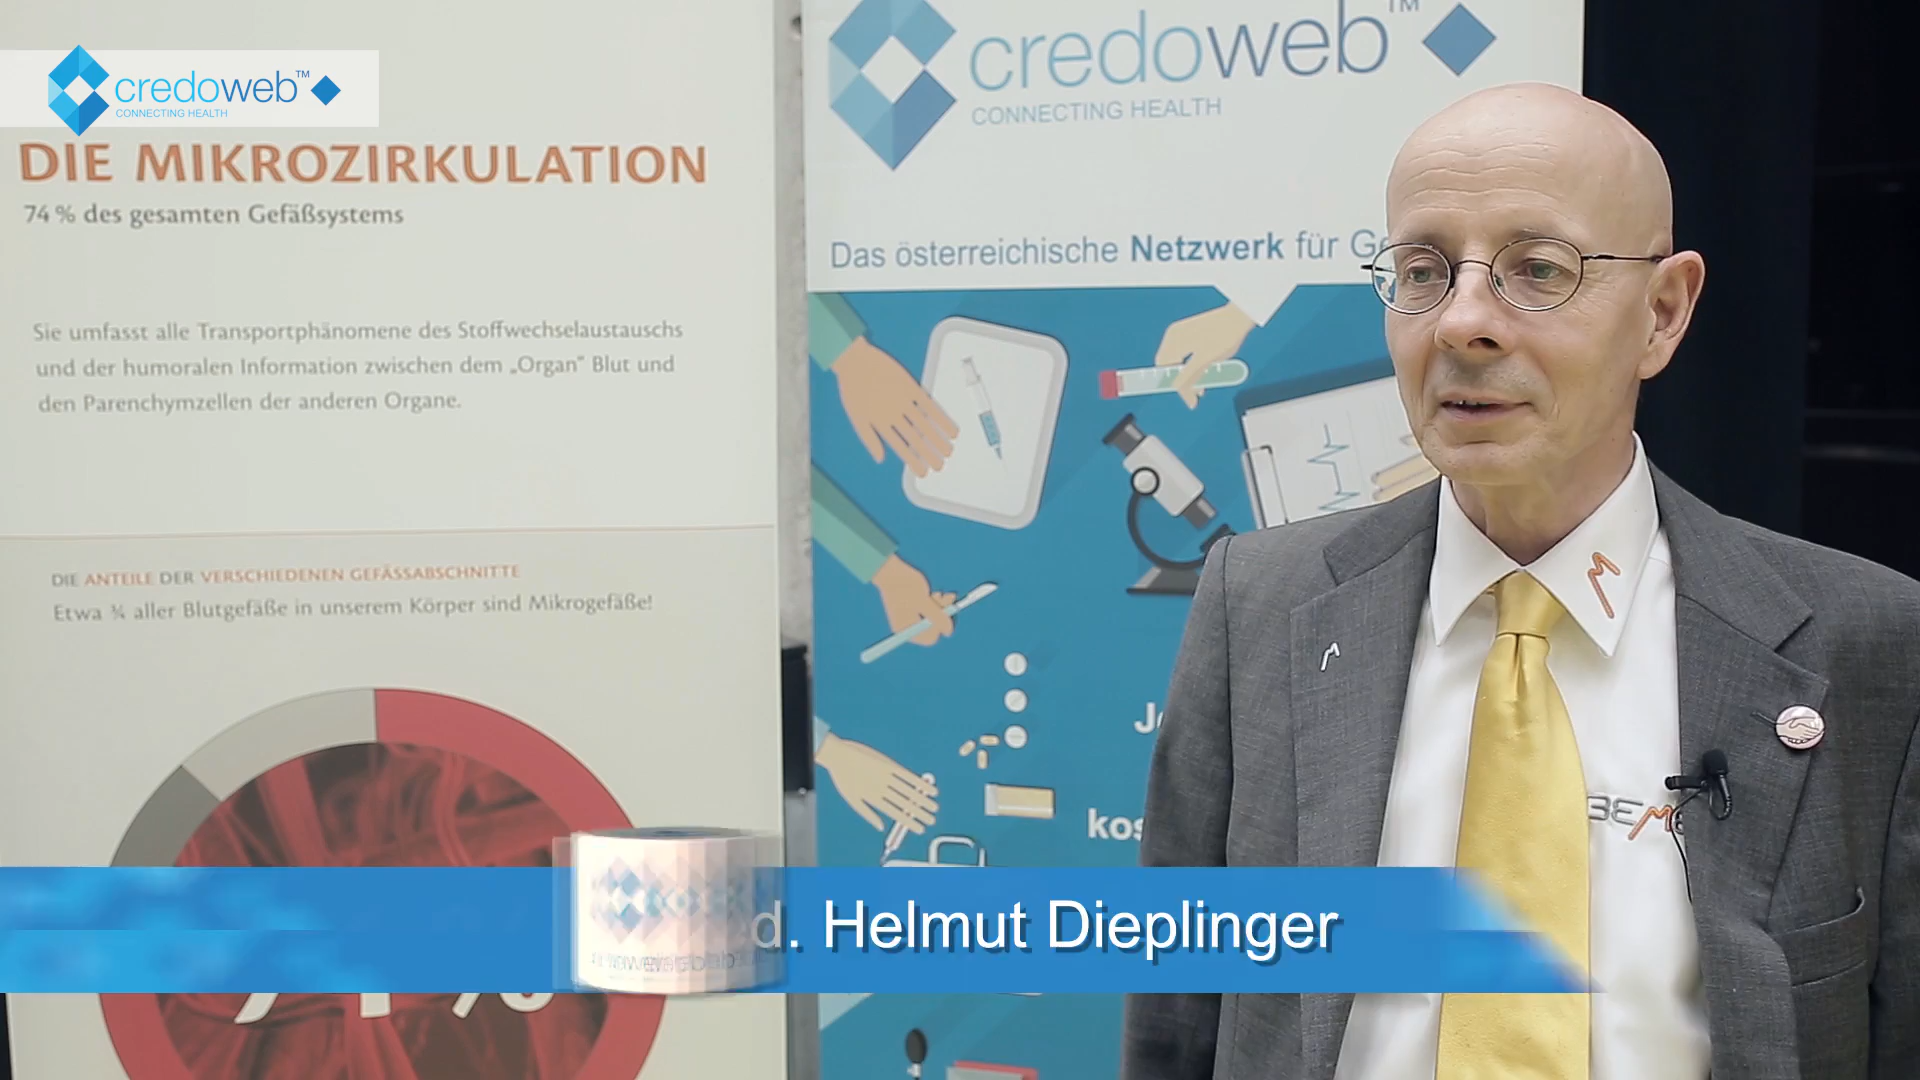 credoweb™
CONNECTING HEALTH
DIE MIKROZIRKULATION
74 % des gesamten Gefäßsystems
Sie umfasst alle Transportphänomene des Stoffwechselaustauschs
und der humoralen Information zwischen dem „Organ“ Blut und
den Parenchymzellen der anderen Organe.
DIE ANTEILE DER VERSCHIEDENEN GEFÄSSABSCHNITTE
Etwa ¾ aller Blutgefäße in unserem Körper sind Mikrogefäße!
credoweb™
CONNECTING HEALTH
Das österreichische Netzwerk für
d. Helmut Dieplinger